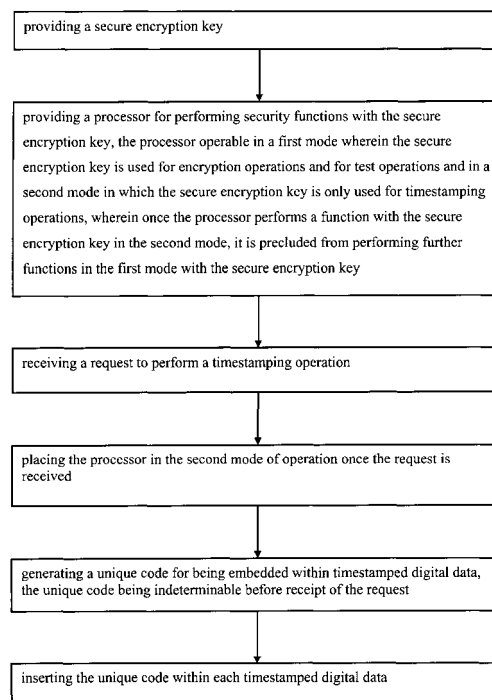 providing a secure encryption key
providing a processor for performing security functions with the secure
encryption key, the processor operable in a first mode wherein the secure
encryption key is used for encryption operations and for test operations and in a
second mode in which the secure encryption key is only used for timestamping
operations, wherein once the processor performs a function with the secure
encryption key in the second mode, it is precluded from performing further
functions in the first mode with the secure encryption key
receiving a request to perform a timestamping operation
placing the processor in the second mode of operation once the request is
received
generating a unique code for being embedded within timestamped digital data,
the unique code being indeterminable before receipt of the request
inserting the unique code within each timestamped digital data